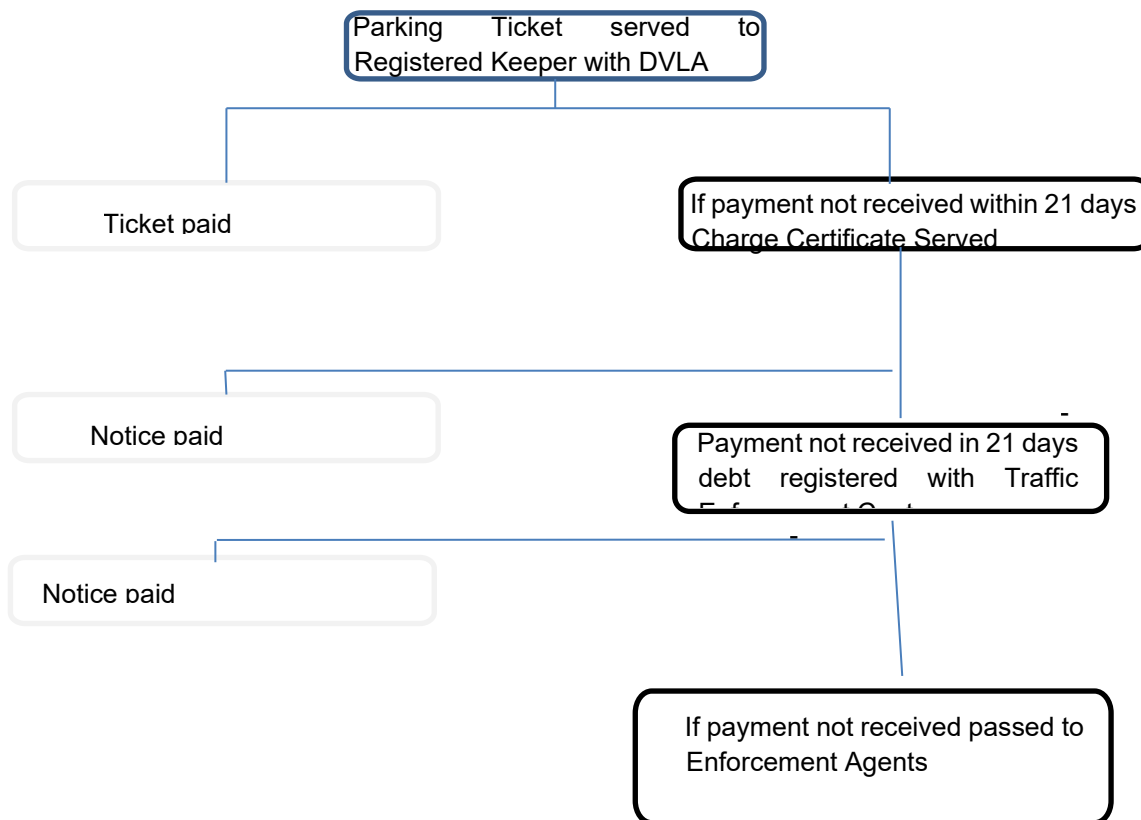 Parking Ticket served to
Registered Keeper with DVLA
Ticket paid
If payment not received within 21 days
Charge Certificate Served
Notice paid
Payment not received in 21 days
debt registered with Traffic
Notice paid
If payment not received passed to
Enforcement Agents